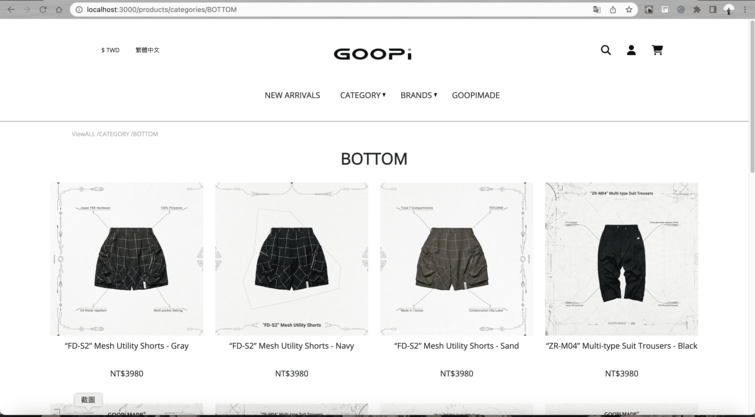 localhost:3000/products/categories/BOTTOM
$ TWD
繁體中文
GOOPi
NEW ARRIVALS
CATEGORY ▾
BRANDS ▾
GOOPIMADE
ViewALL /CATEGORY /BOTTOM
BOTTOM
100% Polyester
"FD-S2" Mesh Utility Shorts
"ZR-M04" Multi-type Suit Trousers
"FD-S2" Mesh Utility Shorts - Gray
"FD-S2" Mesh Utility Shorts - Navy
"FD-S2" Mesh Utility Shorts - Sand
"ZR-M04" Multi-type Suit Trousers - Black
NT$3980
NT$3980
NT$3980
NT$3980
截圖